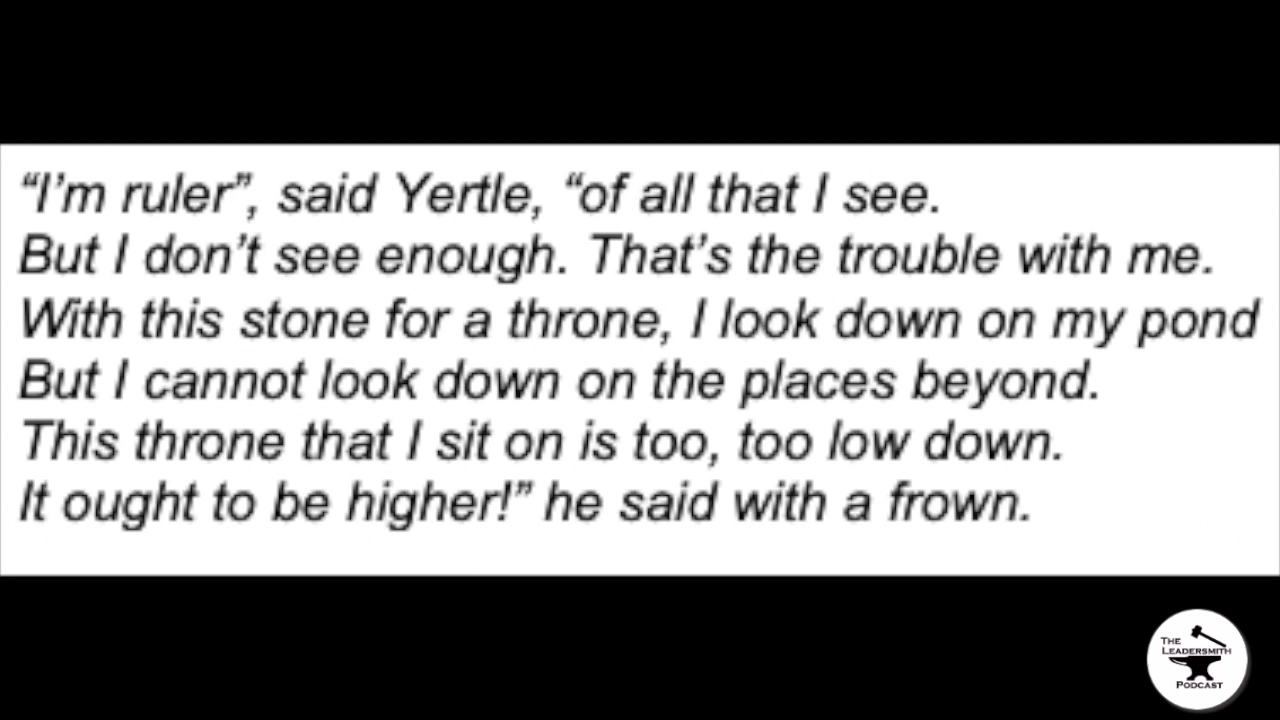 “I’m ruler”, said Yertle, “of all that I see.
But I don’t see enough. That’s the trouble with me.
With this stone for a throne, I look down on my pond
But I cannot look down on the places beyond.
This throne that I sit on is too, too low down.
It ought to be higher!” he said with a frown.
The
Leadersmith
Podcast